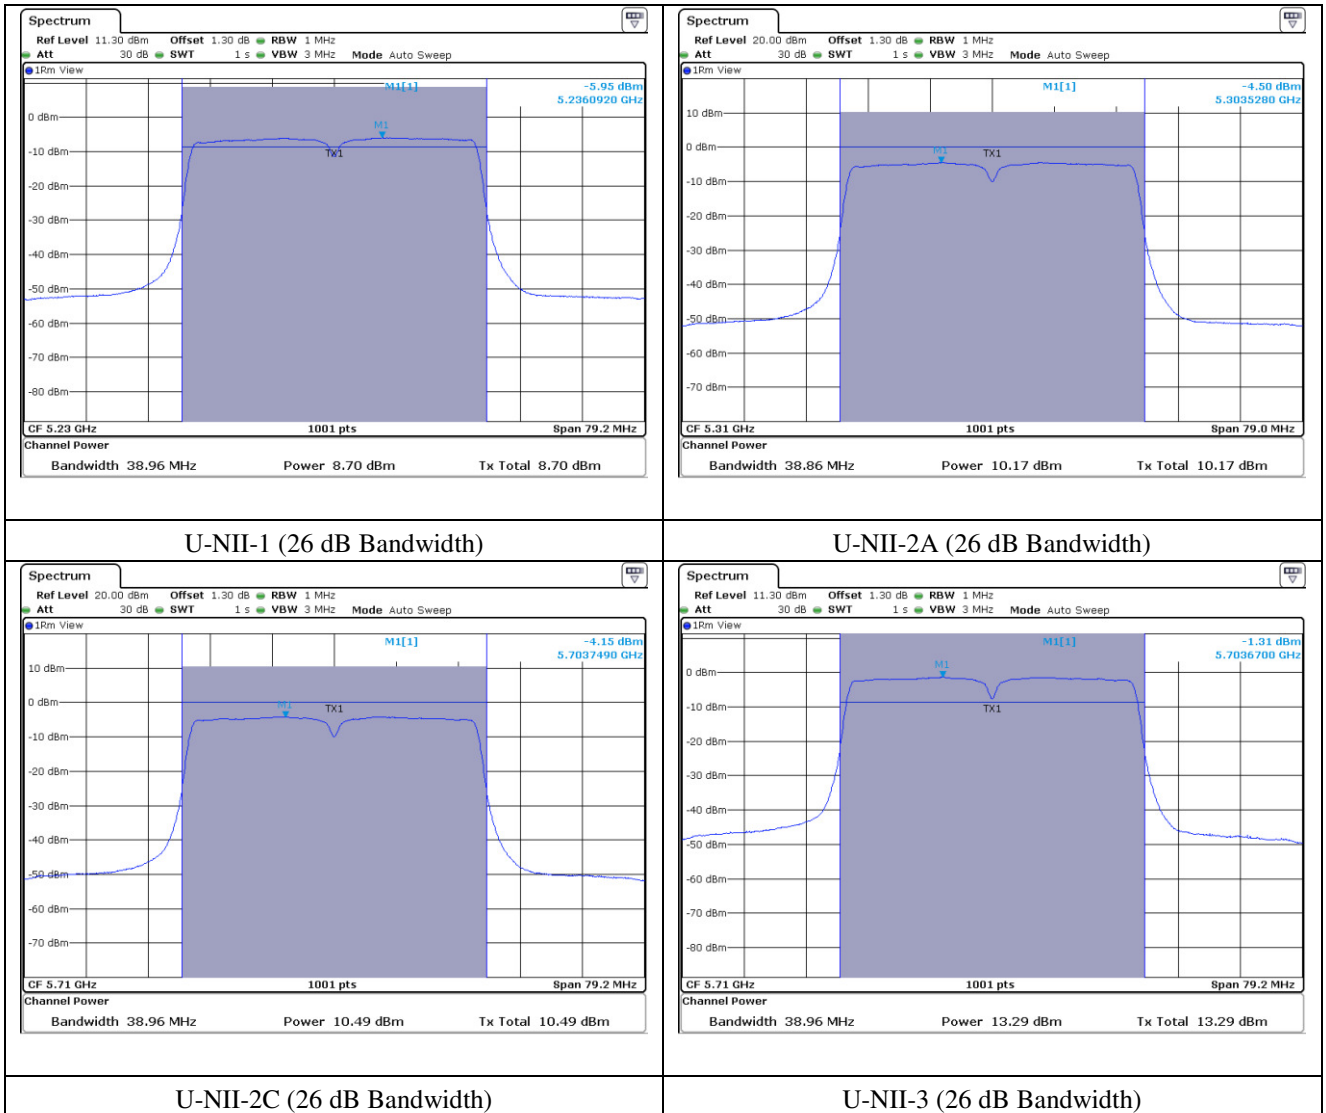 Spectrum
Ref Level 11.30 dBm Offset 1.30 dB RBW 1 MHz
Att 30 dB SWT 1 s VBW 3 MHz Mode Auto Sweep
1Rm View
M1[1] -5.95 dBm
5.2360920 GHz
0 dBm
M1
-10 dBm
TX1
-20 dBm
-30 dBm
-40 dBm
-50 dBm
-60 dBm
-70 dBm
-80 dBm
CF 5.23 GHz 1001 pts Span 79.2 MHz
Channel Power
Bandwidth 38.96 MHz Power 8.70 dBm Tx Total 8.70 dBm
U-NII-1 (26 dB Bandwidth)
Spectrum
Ref Level 20.00 dBm Offset 1.30 dB RBW 1 MHz
Att 30 dB SWT 1 s VBW 3 MHz Mode Auto Sweep
1Rm View
M1[1] -4.50 dBm
5.3035280 GHz
10 dBm
0 dBm
M1 TX1
-10 dBm
-20 dBm
-30 dBm
-40 dBm
-50 dBm
-60 dBm
-70 dBm
CF 5.31 GHz 1001 pts Span 79.0 MHz
Channel Power
Bandwidth 38.86 MHz Power 10.17 dBm Tx Total 10.17 dBm
U-NII-2A (26 dB Bandwidth)
Spectrum
Ref Level 20.00 dBm Offset 1.30 dB RBW 1 MHz
Att 30 dB SWT 1 s VBW 3 MHz Mode Auto Sweep
1Rm View
M1[1] -4.15 dBm
5.7037490 GHz
10 dBm
0 dBm
M1 TX1
-10 dBm
-20 dBm
-30 dBm
-40 dBm
-50 dBm
-60 dBm
-70 dBm
CF 5.71 GHz 1001 pts Span 79.2 MHz
Channel Power
Bandwidth 38.96 MHz Power 10.49 dBm Tx Total 10.49 dBm
U-NII-2C (26 dB Bandwidth)
Spectrum
Ref Level 11.30 dBm Offset 1.30 dB RBW 1 MHz
Att 30 dB SWT 1 s VBW 3 MHz Mode Auto Sweep
1Rm View
M1[1] -1.31 dBm
5.7036700 GHz
M1
0 dBm
-10 dBm
TX1
-20 dBm
-30 dBm
-40 dBm
-50 dBm
-60 dBm
-70 dBm
-80 dBm
CF 5.71 GHz 1001 pts Span 79.2 MHz
Channel Power
Bandwidth 38.96 MHz Power 13.29 dBm Tx Total 13.29 dBm
U-NII-3 (26 dB Bandwidth)